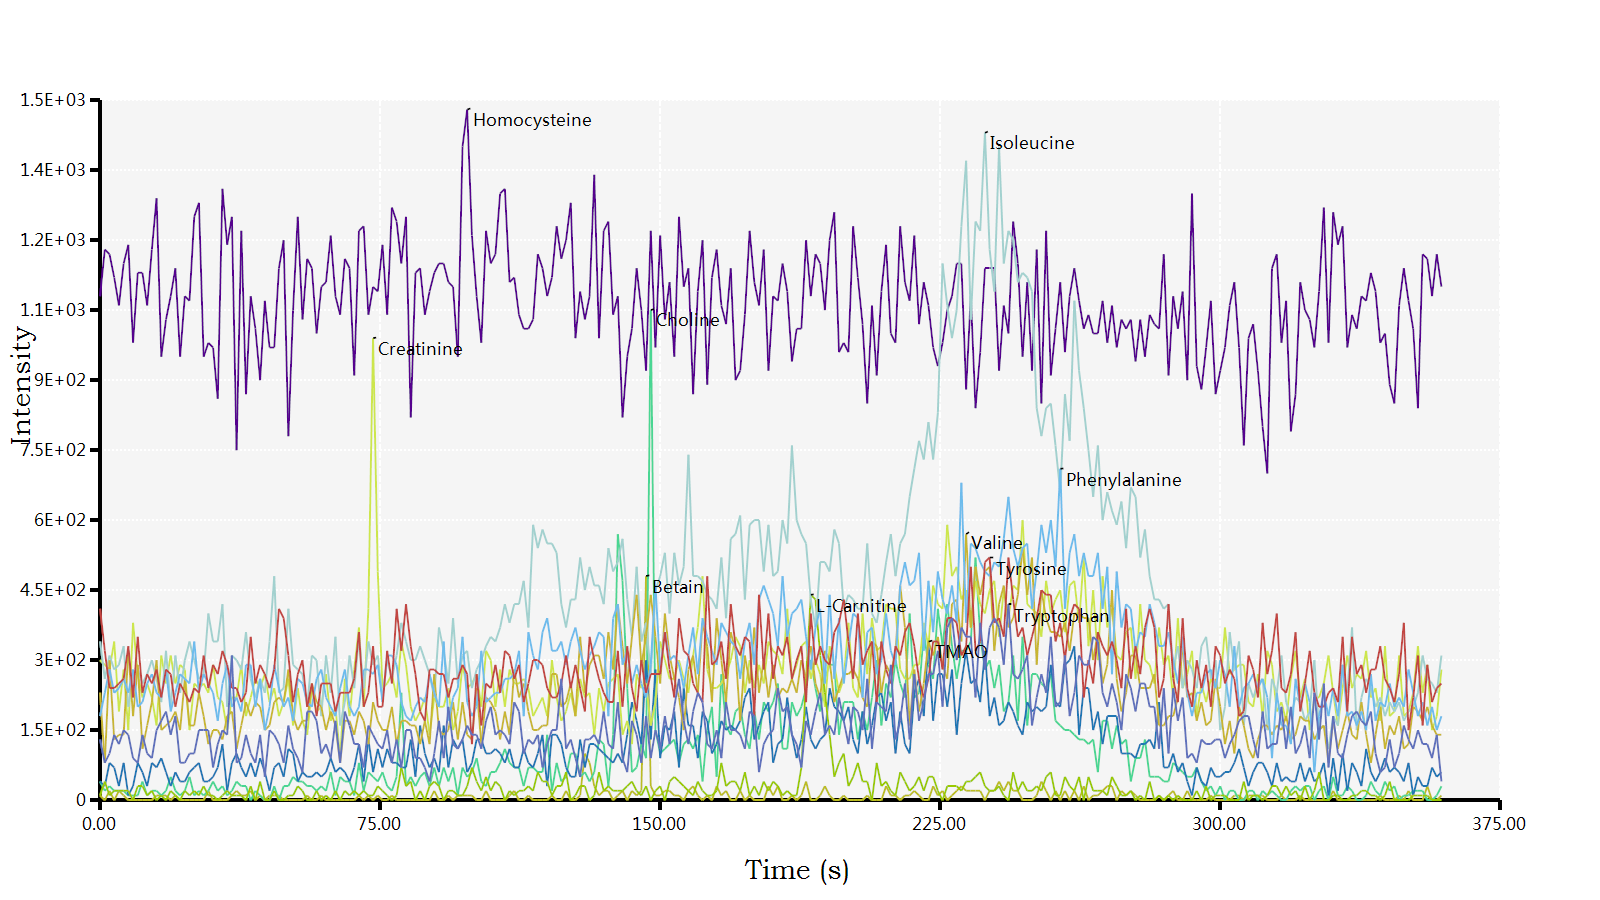 1.5E+03
Homocysteine
Isoleucine
1.4E+03
1.2E+03
1.1E+03
Choline
Creatinine
9E+02
Intensity
7.5E+02
Phenylalanine
6E+02
Valine
Tyrosine
4.5E+02
Betain
L-Carnitine
Tryptophan
TMAO
3E+02
1.5E+02
0
0.00 75.00 150.00 225.00 300.00 375.00
Time (s)